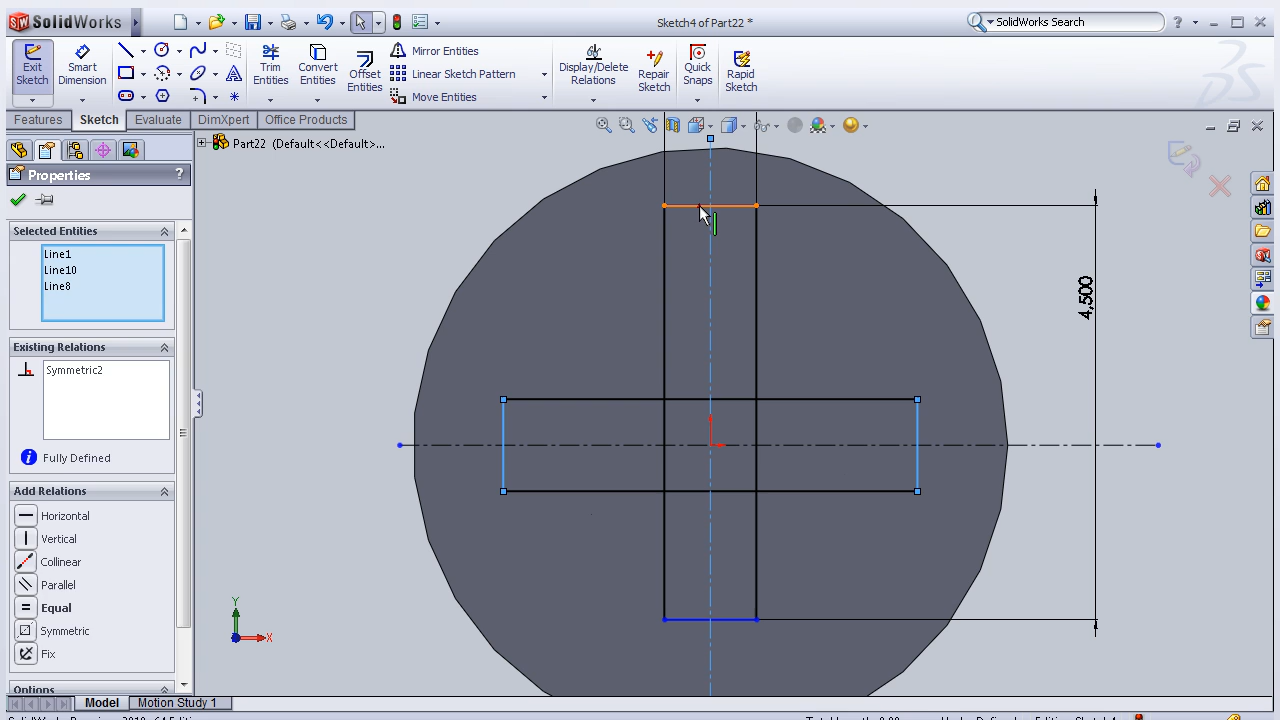 SolidWorks
Sketch4 of Part22 *
SolidWorks Search
?
Exit Sketch
Smart Dimension
Trim Entities
Convert Entities
Offset Entities
Mirror Entities
Linear Sketch Pattern
Move Entities
Display/Delete Relations
Repair Sketch
Quick Snaps
Rapid Sketch
Features Sketch Evaluate DimXpert Office Products
Part22 (Default<<Default>...
Properties ?
Selected Entities
Line1
Line10
Line8
Existing Relations
Symmetric2
Fully Defined
Add Relations
Horizontal
Vertical
Collinear
Parallel
Equal
Symmetric
Fix
Options
4,500
Y
X
Model Motion Study 1